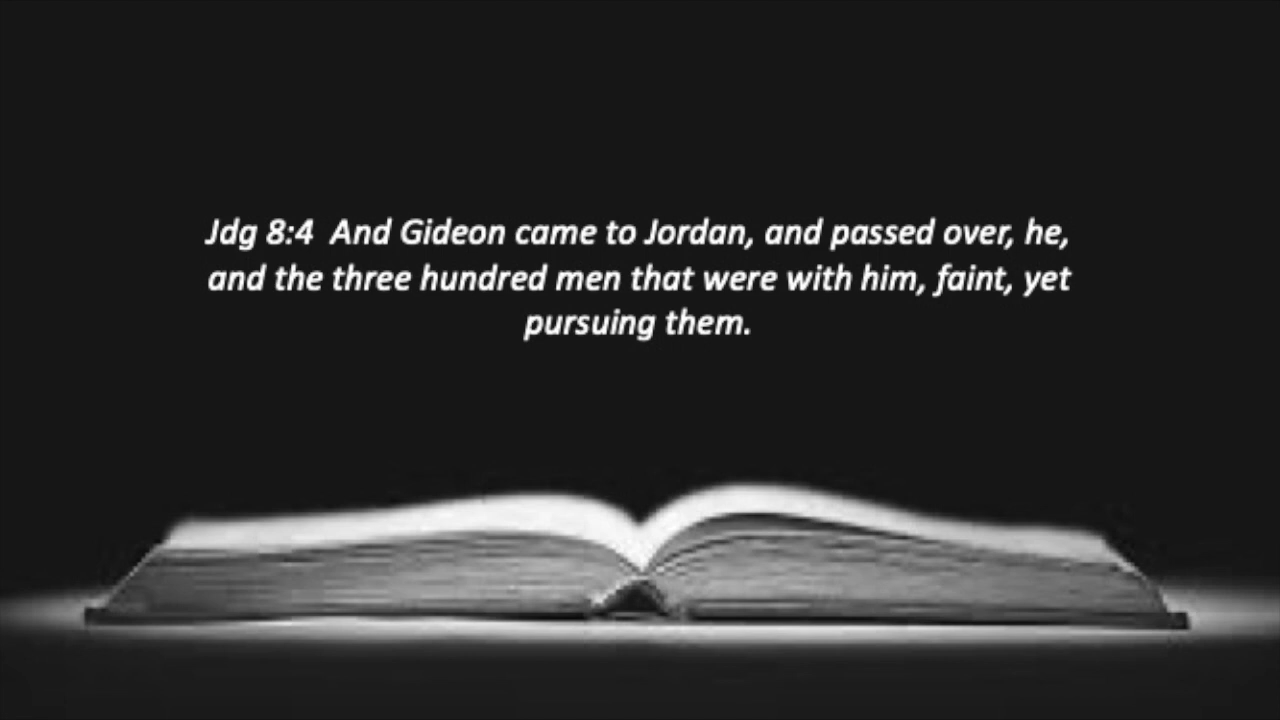 Jdg 8:4  And Gideon came to Jordan, and passed over, he,
and the three hundred men that were with him, faint, yet
pursuing them.